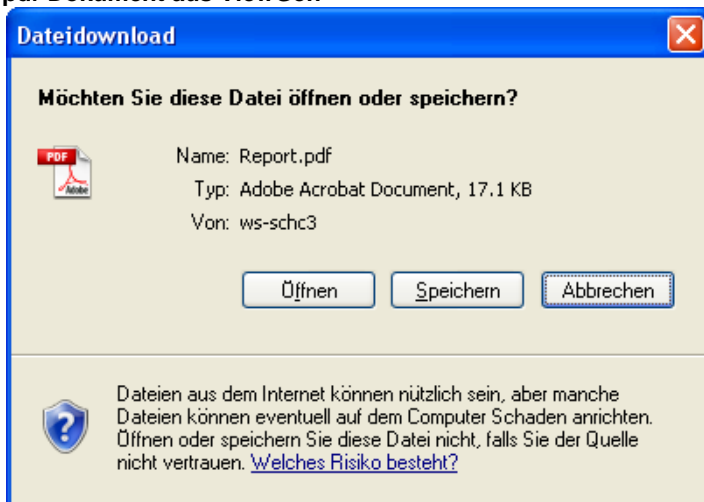 Dateidownload
Möchten Sie diese Datei öffnen oder speichern?
PDF
Adobe
Name: Report.pdf
Typ: Adobe Acrobat Document, 17.1 KB
Von: ws-schc3
Öffnen Speichern Abbrechen
Dateien aus dem Internet können nützlich sein, aber manche
Dateien können eventuell auf dem Computer Schaden anrichten.
Öffnen oder speichern Sie diese Datei nicht, falls Sie der Quelle
nicht vertrauen. Welches Risiko besteht?